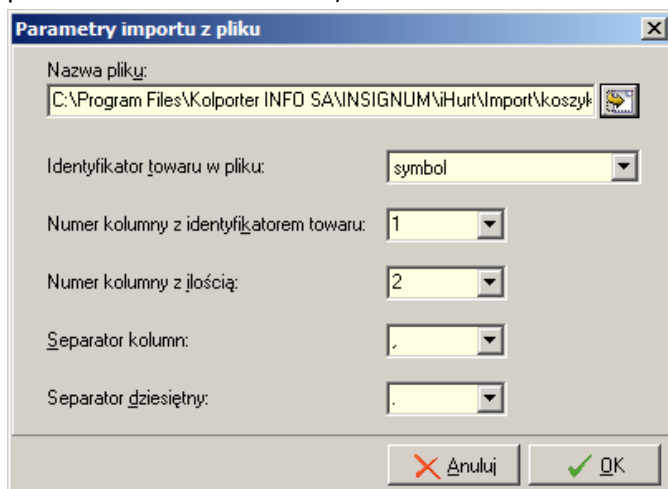 Parametry importu z pliku
Nazwa pliku:
C:\Program Files\Kolporter INFO SA\INSIGNUM\iHurt\Import\koszyk
Identyfikator towaru w pliku: symbol
Numer kolumny z identyfikatorem towaru: 1
Numer kolumny z ilością: 2
Separator kolumn: ,
Separator dziesiętny: .
Anuluj OK